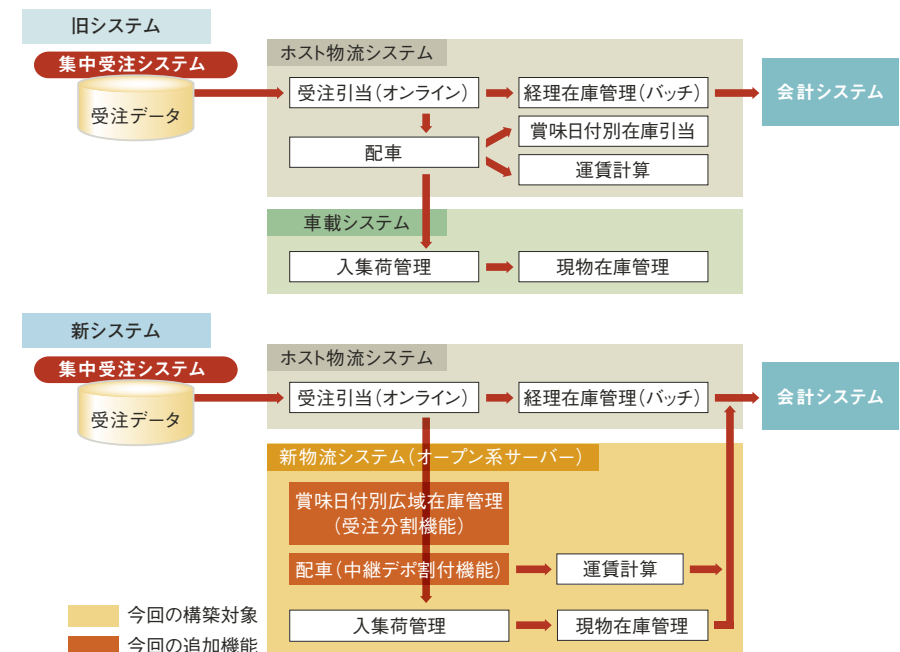 旧システム
集中受注システム
受注データ
ホスト物流システム
受注引当(オンライン)
経理在庫管理(バッチ)
会計システム
配車
賞味日付別在庫引当
運賃計算
車載システム
入集荷管理
現物在庫管理
新システム
集中受注システム
受注データ
ホスト物流システム
受注引当(オンライン)
経理在庫管理(バッチ)
会計システム
新物流システム(オープン系サーバー)
賞味日付別広域在庫管理
(受注分割機能)
配車(中継デポ割付機能)
運賃計算
入集荷管理
現物在庫管理
今回の構築対象
今回の追加機能